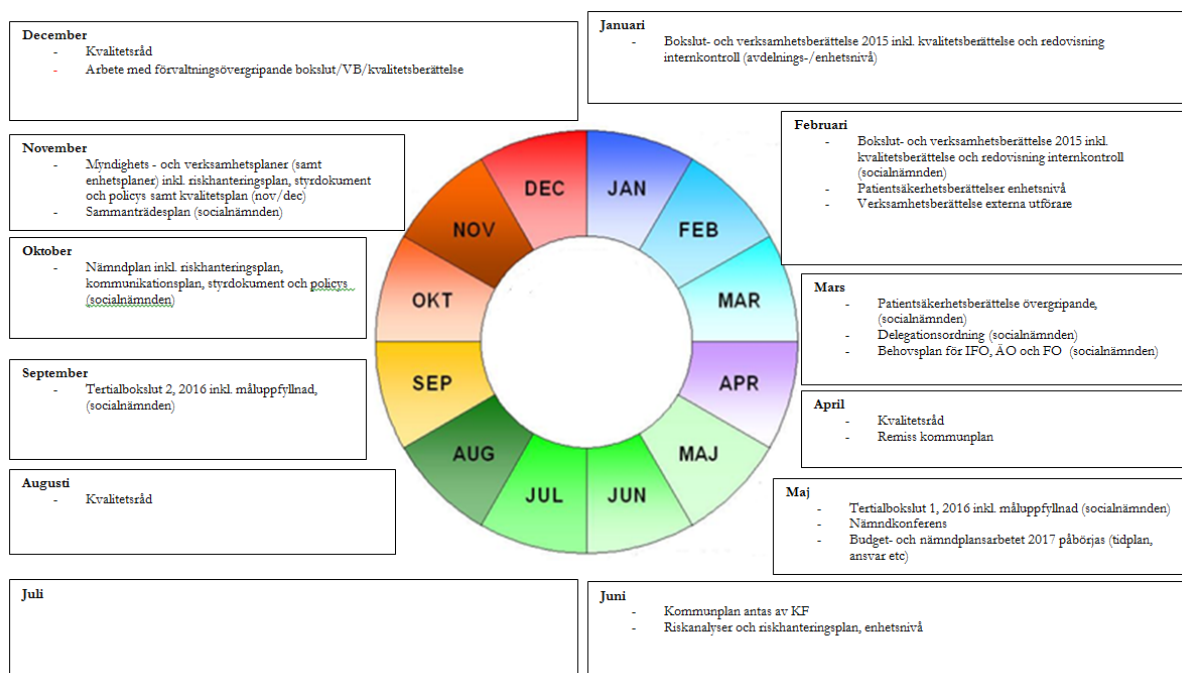 December
- Kvalitetsråd
- Arbete med förvaltningsövergripande bokslut/VB/kvalitetsberättelse
Januari
- Bokslut- och verksamhetsberättelse 2015 inkl. kvalitetsberättelse och redovisning
internkontroll (avdelnings-/enhetsnivå)
Februari
- Bokslut- och verksamhetsberättelse 2015 inkl.
kvalitetsberättelse och redovisning internkontroll
(socialnämnden)
- Patientsäkerhetsberättelser enhetsnivå
- Verksamhetsberättelse externa utförare
November
- Myndighets - och verksamhetsplaner (samt
enhetsplaner) inkl. riskhanteringsplan, styrdokument
och policys samt kvalitetsplan (nov/dec)
- Sammanträdesplan (socialnämnden)
Oktober
- Nämndplan inkl. riskhanteringsplan,
kommunikationsplan, styrdokument och policys
(socialnämnden)
Mars
- Patientsäkerhetsberättelse övergripande,
(socialnämnden)
- Delegationsordning (socialnämnden)
- Behovsplan för IFO, ÄO och FO (socialnämnden)
September
- Tertialbokslut 2, 2016 inkl. måluppfyllnad,
(socialnämnden)
April
- Kvalitetsråd
- Remiss kommunplan
Augusti
- Kvalitetsråd
Maj
- Tertialbokslut 1, 2016 inkl. måluppfyllnad (socialnämnden)
- Nämndkonferens
- Budget- och nämndplansarbetet 2017 påbörjas (tidplan,
ansvar etc)
Juli
Juni
- Kommunplan antas av KF
- Riskanalyser och riskhanteringsplan, enhetsnivå
JAN
FEB
MAR
APR
MAJ
JUN
JUL
AUG
SEP
OKT
NOV
DEC